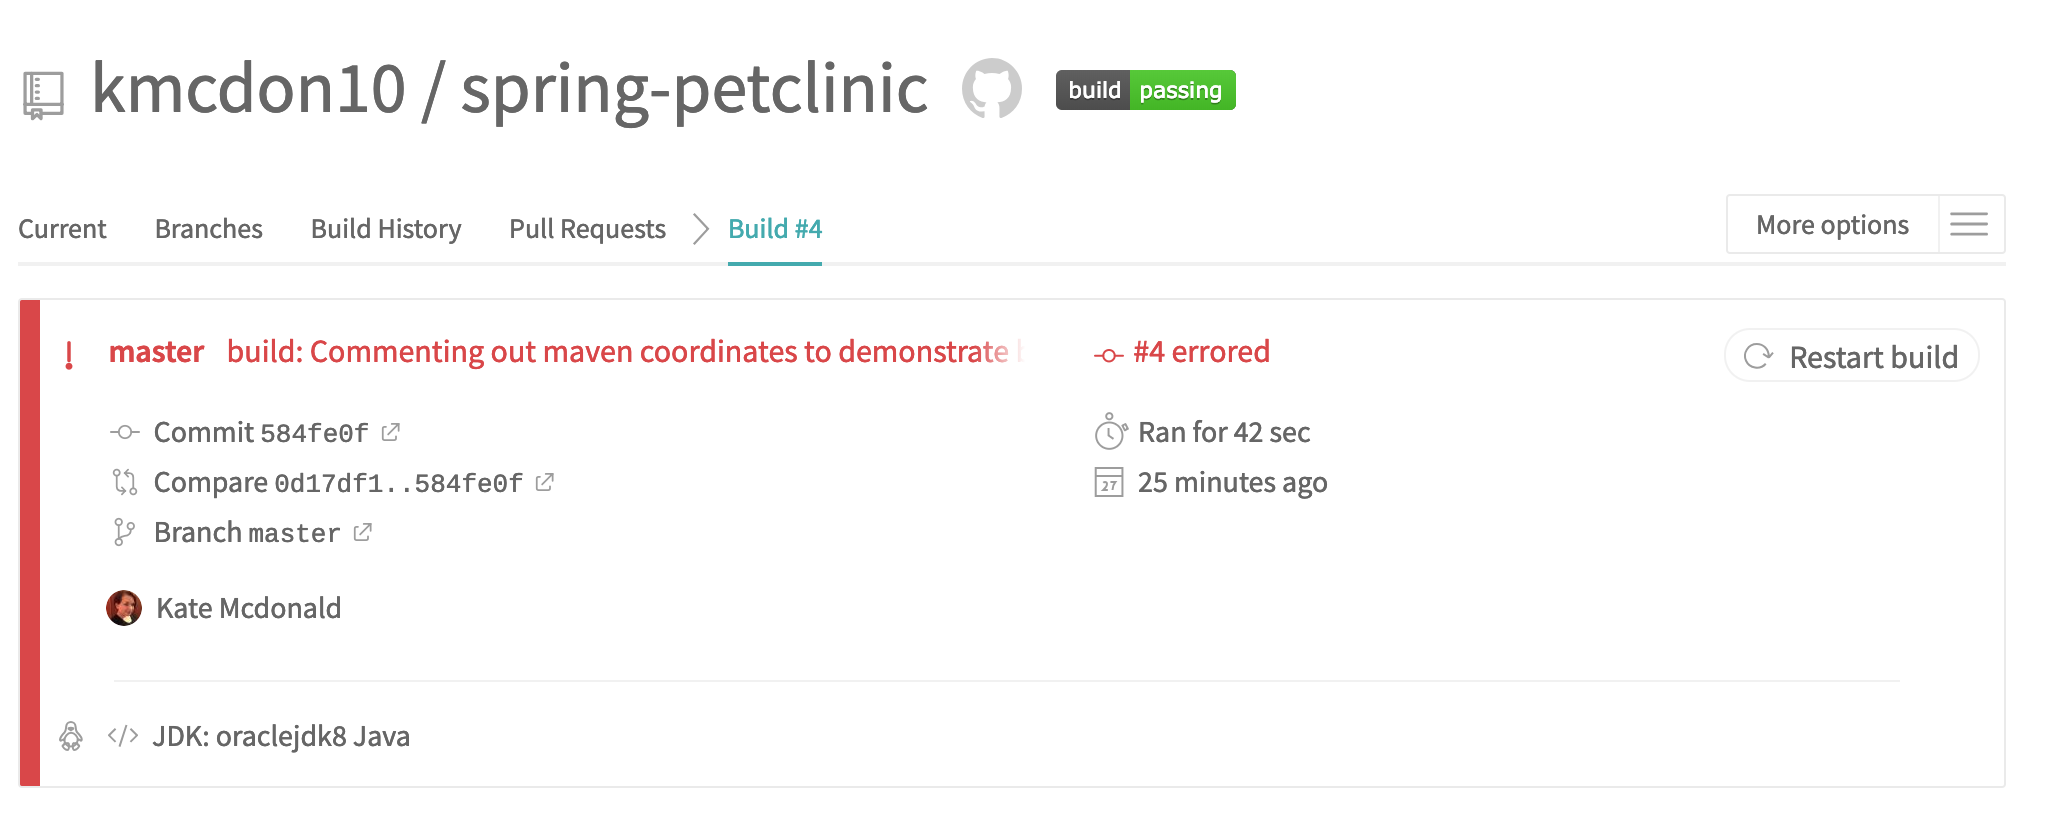 kmcdon10 / spring-petclinic build passing
Current Branches Build History Pull Requests Build #4 More options
master build: Commenting out maven coordinates to demonstrate #4 errored Restart build
Commit 584fe0f Ran for 42 sec
Compare 0d17df1..584fe0f 27 25 minutes ago
Branch master
Kate Mcdonald
</> JDK: oraclejdk8 Java